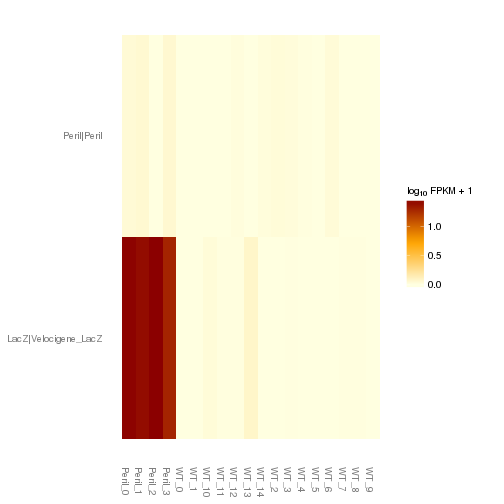 Peril|Peril
LacZ|Velocigene_LacZ
log10 FPKM + 1
1.0
0.5
0.0
Peril_0
Peril_1
Peril_2
Peril_3
WT_0
WT_1
WT_10
WT_11
WT_12
WT_13
WT_14
WT_2
WT_3
WT_4
WT_5
WT_6
WT_7
WT_8
WT_9